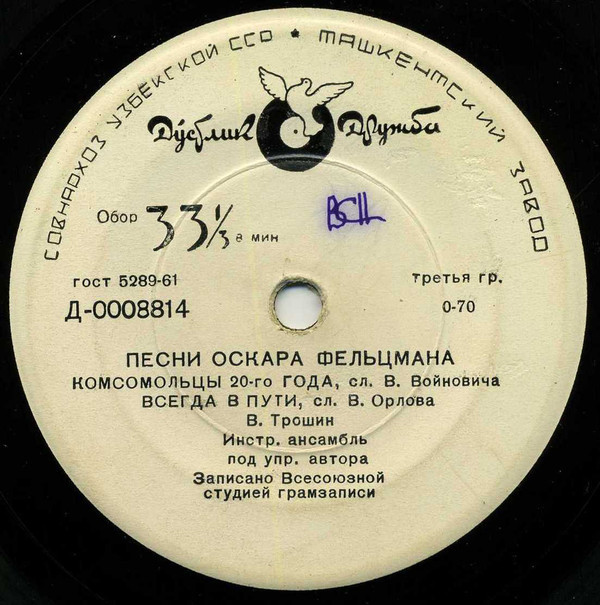 СОВНАРХОЗ УЗБЕКСКОЙ ССР ★ ТАШКЕНТСКИЙ ЗАВОД
Дўстлик Дружба
Обор 33⅓ в мин
ГОСТ 5289-61
третья гр.
Д-0008814
0-70
ПЕСНИ ОСКАРА ФЕЛЬЦМАНА
КОМСОМОЛЬЦЫ 20-го ГОДА, сл. В. Войновича
ВСЕГДА В ПУТИ, сл. В. Орлова
В. Трошин
Инстр. ансамбль
под упр. автора
Записано Всесоюзной
студией грамзаписи